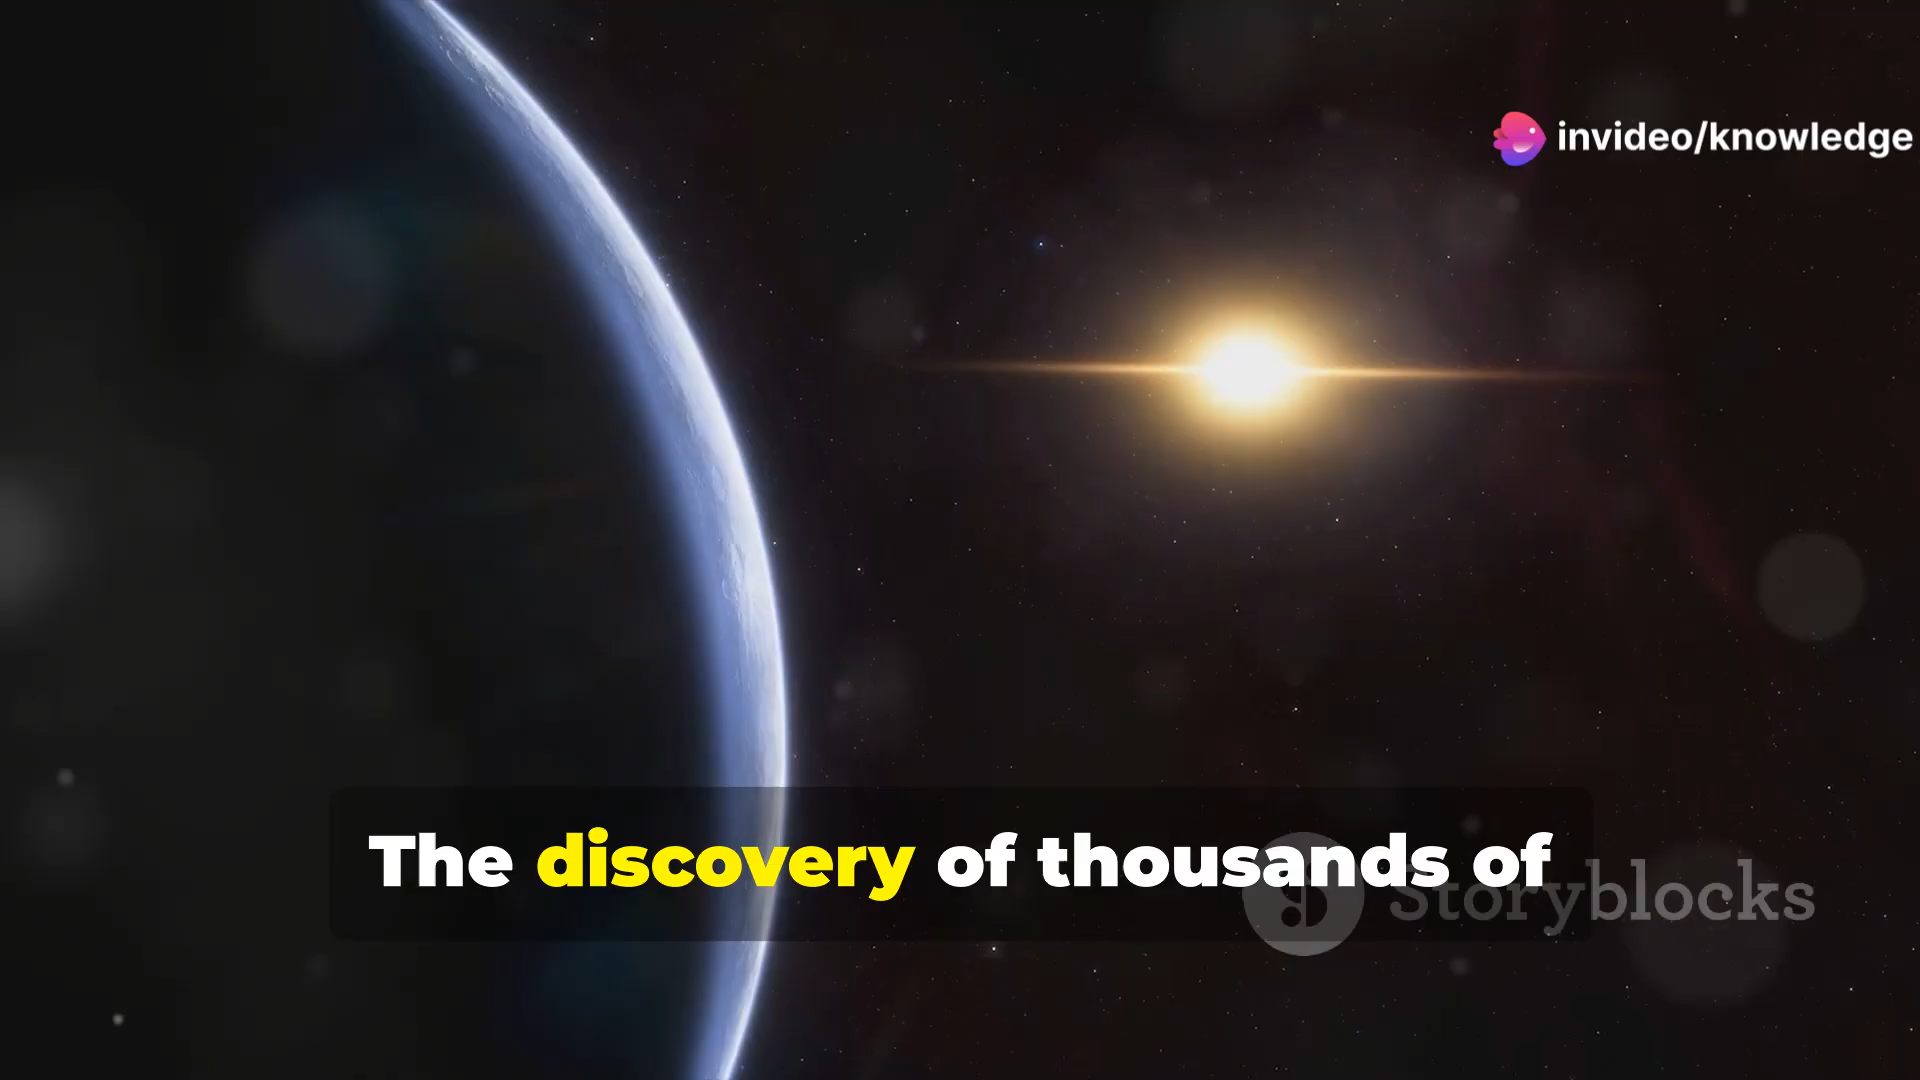 invideo/knowledge
The discovery of thousands of
Storyblocks